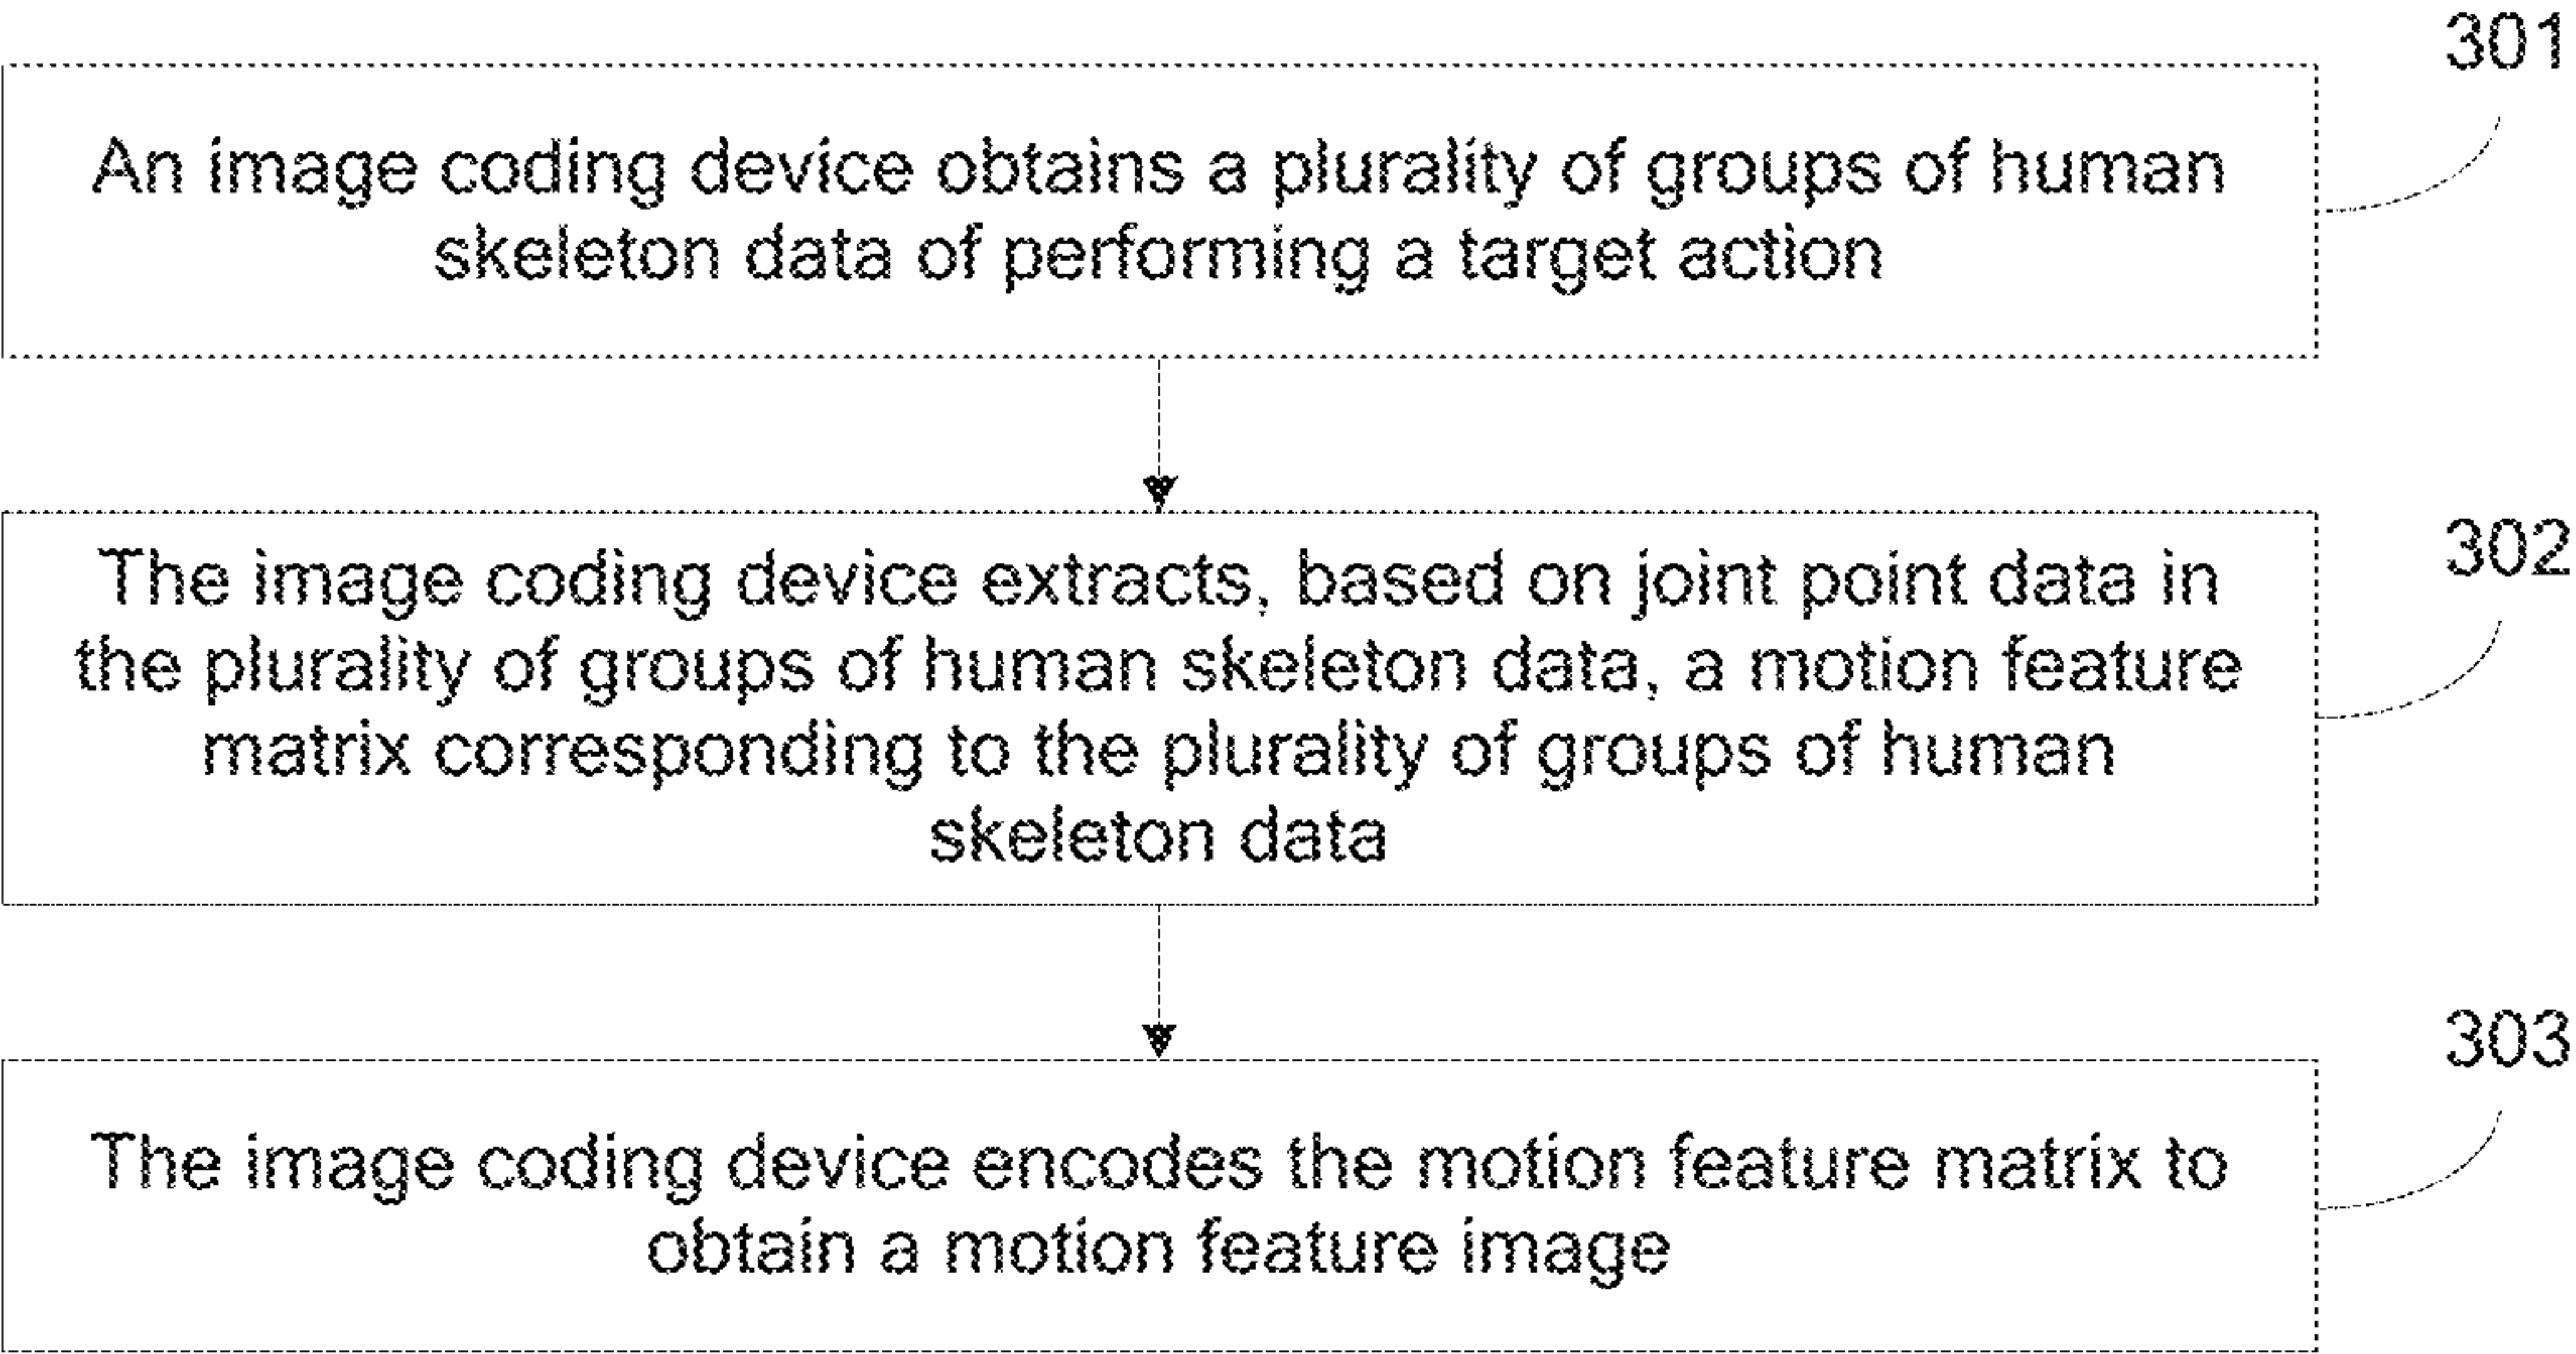 301
An image coding device obtains a plurality of groups of human
skeleton data of performing a target action
302
The image coding device extracts, based on joint point data in
the plurality of groups of human skeleton data, a motion feature
matrix corresponding to the plurality of groups of human
skeleton data
303
The image coding device encodes the motion feature matrix to
obtain a motion feature image